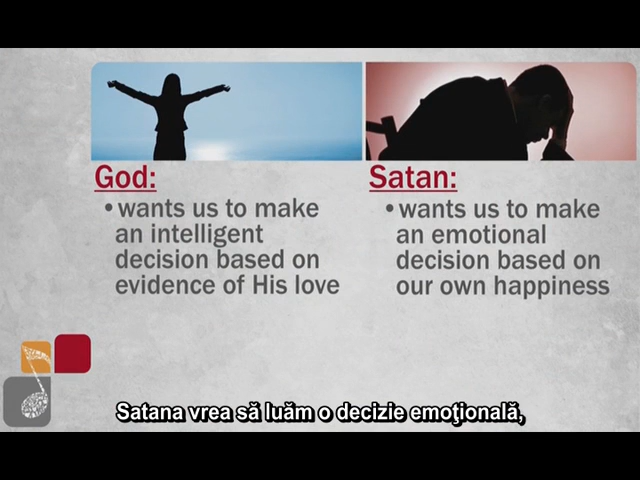 God:
•wants us to make
an intelligent
decision based on
evidence of His love
Satan:
•wants us to make
an emotional
decision based on
our own happiness
Satana vrea să luăm o decizie emoţională,